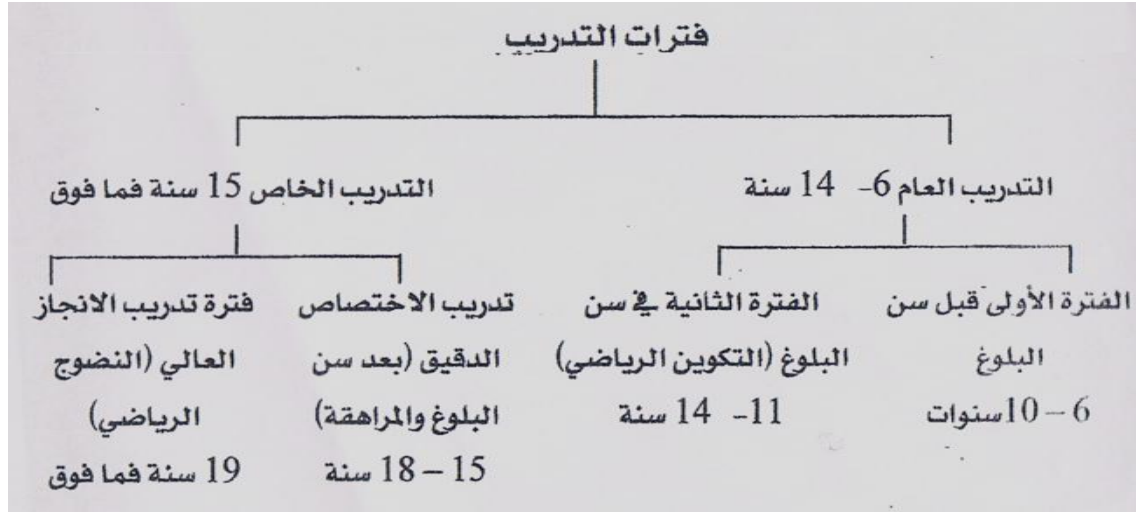 فترات التدريب
التدريب العام 6- 14 سنة
التدريب الخاص 15 سنة فما فوق
الفترة الأولى قبل سن
البلوغ
6 – 10سنوات
الفترة الثانية في سن
البلوغ (التكوين الرياضي)
11- 14 سنة
تدريب الاختصاص
الدقيق (بعد سن
البلوغ والمراهقة)
15 – 18 سنة
فترة تدريب الانجاز
العالي (النضوج
الرياضي)
19 سنة فما فوق